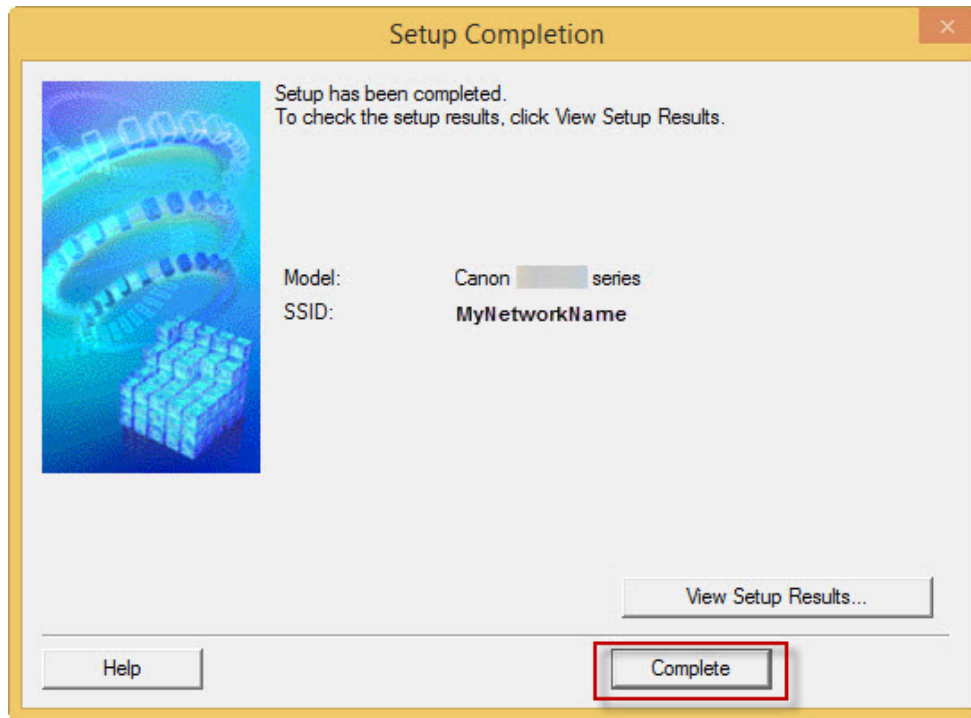 Setup Completion
Setup has been completed.
To check the setup results, click View Setup Results.
Model: Canon series
SSID: MyNetworkName
View Setup Results...
Help Complete